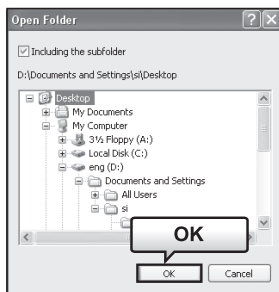 Open Folder
Including the subfolder
D:\Documents and Settings\si\Desktop
Desktop
My Documents
My Computer
3½ Floppy (A:)
Local Disk (C:)
eng (D:)
Documents and Settings
All Users
si
OK
OK
Cancel